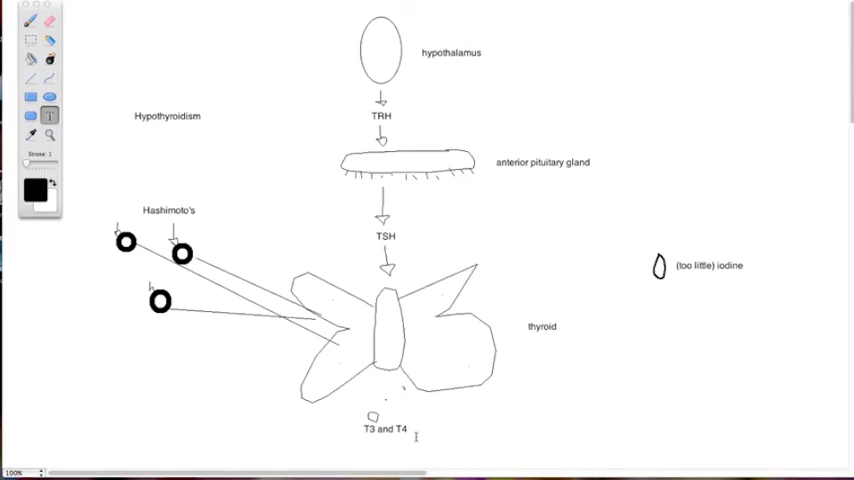 hypothalamus
TRH
Hypothyroidism
Stroke: 1
anterior pituitary gland
Hashimoto's
TSH
(too little) iodine
thyroid
T3 and T4
100%